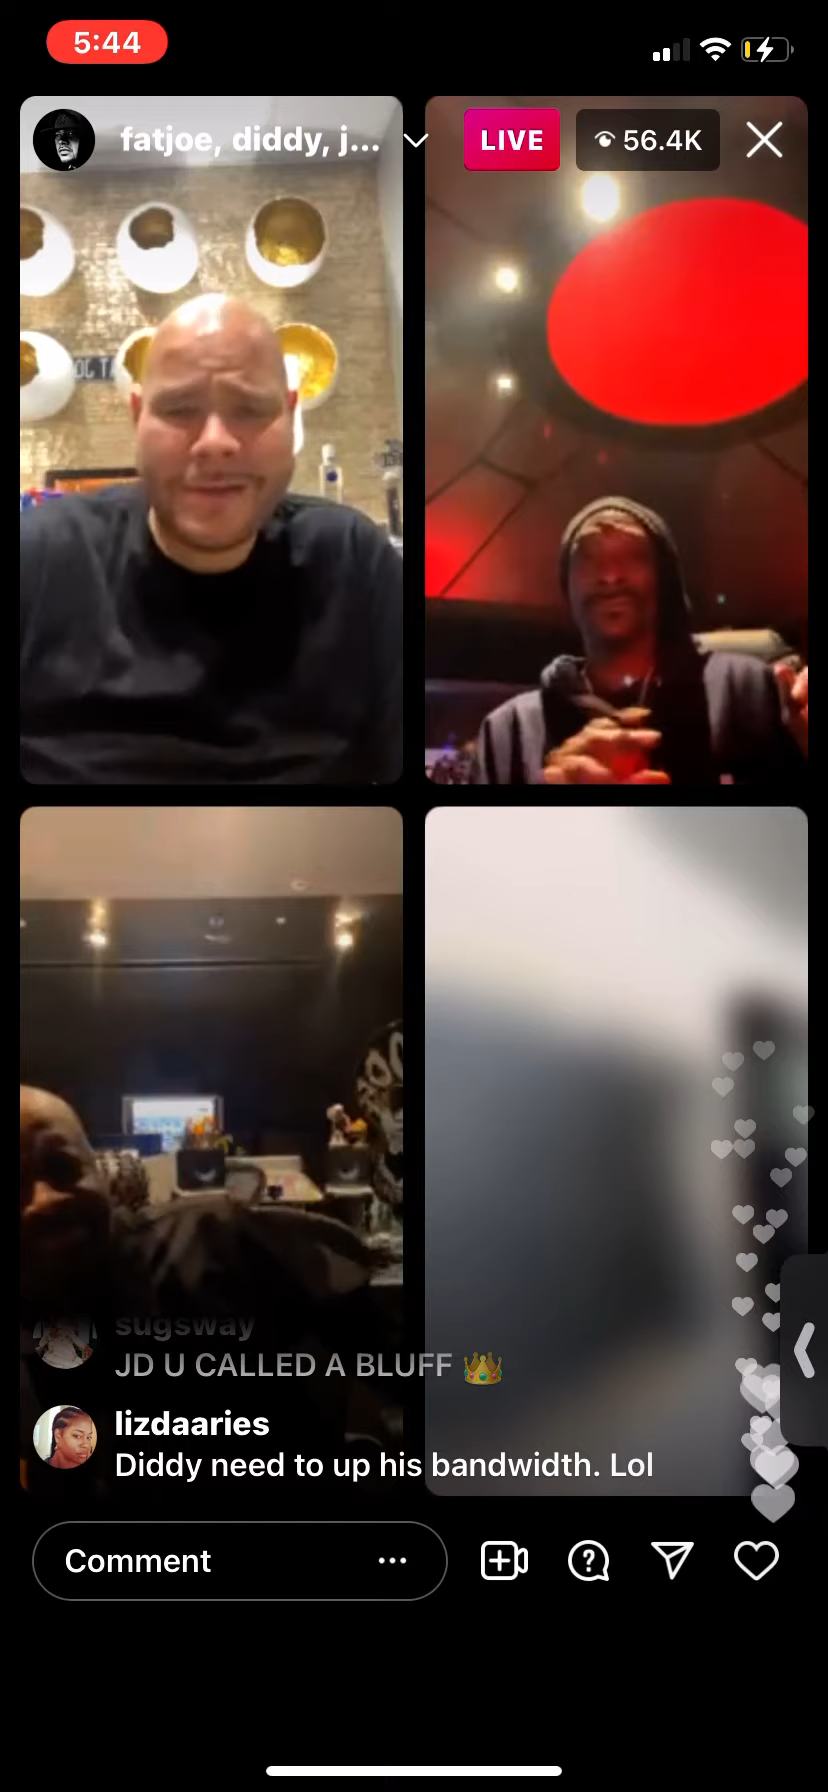 5:44
fatjoe, diddy, j...
LIVE
56.4K
sugsway
JD U CALLED A BLUFF 👑
lizdaaries
Diddy need to up his bandwidth. Lol
Comment